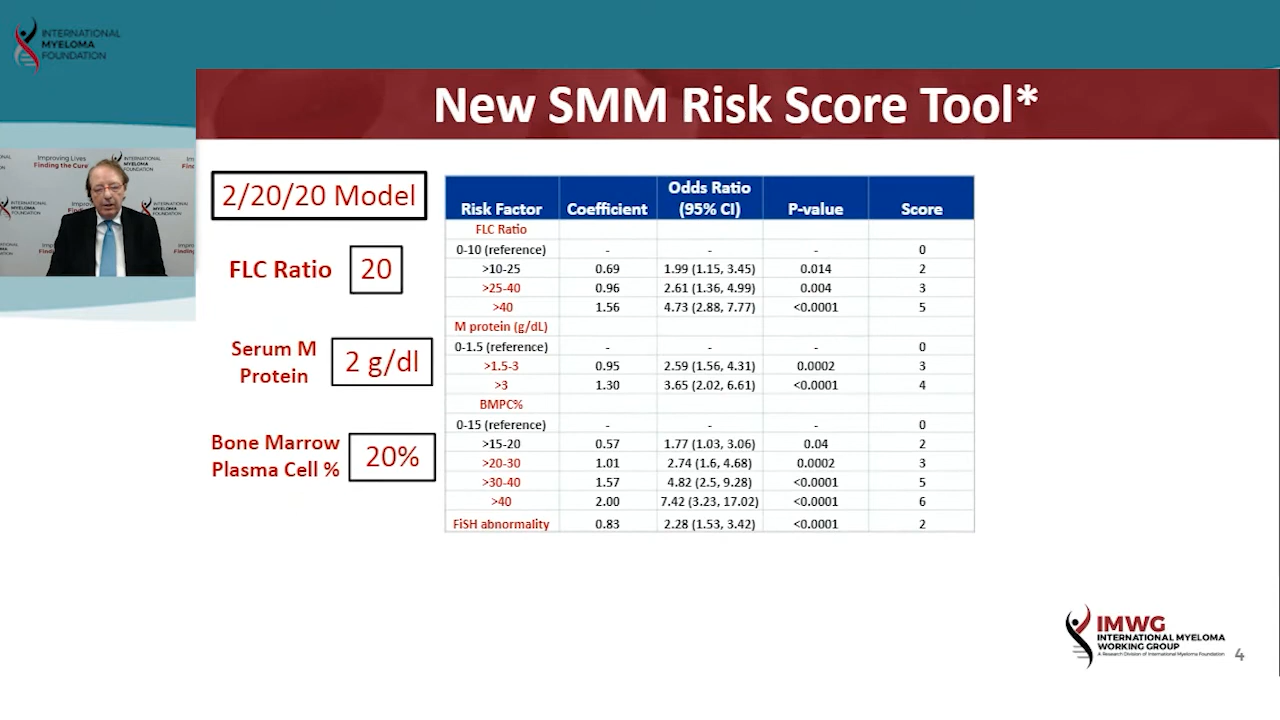 INTERNATIONAL
MYELOMA
FOUNDATION
New SMM Risk Score Tool*
Improving Lives
Finding the Cure
INTERNATIONAL
MYELOMA
FOUNDATION
2/20/20 Model
FLC Ratio 20
Serum M
Protein
2 g/dl
Bone Marrow
Plasma Cell %
20%
Risk Factor Coefficient Odds Ratio (95% CI) P-value Score
FLC Ratio
0-10 (reference) - - - 0
>10-25 0.69 1.99 (1.15, 3.45) 0.014 2
>25-40 0.96 2.61 (1.36, 4.99) 0.004 3
>40 1.56 4.73 (2.88, 7.77) <0.0001 5
M protein (g/dL)
0-1.5 (reference) - - - 0
>1.5-3 0.95 2.59 (1.56, 4.31) 0.0002 3
>3 1.30 3.65 (2.02, 6.61) <0.0001 4
BMPC%
0-15 (reference) - - - 0
>15-20 0.57 1.77 (1.03, 3.06) 0.04 2
>20-30 1.01 2.74 (1.6, 4.68) 0.0002 3
>30-40 1.57 4.82 (2.5, 9.28) <0.0001 5
>40 2.00 7.42 (3.23, 17.02) <0.0001 6
FiSH abnormality 0.83 2.28 (1.53, 3.42) <0.0001 2
IMWG
INTERNATIONAL MYELOMA
WORKING GROUP
A Research Division of International Myeloma Foundation
4